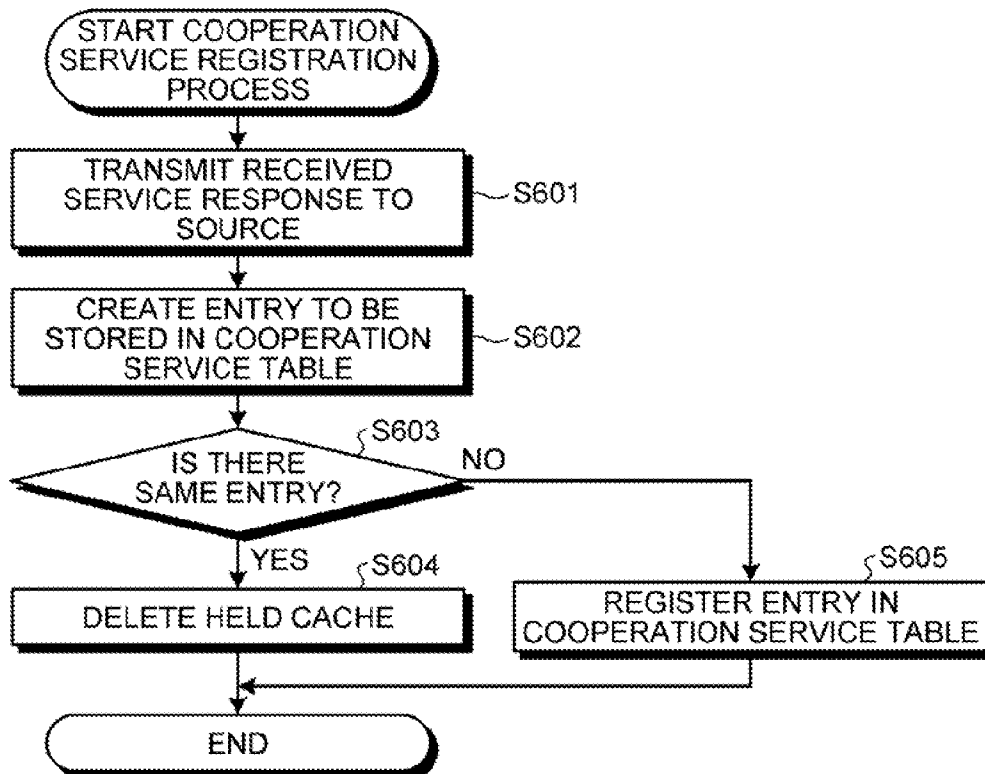 START COOPERATION
SERVICE REGISTRATION
PROCESS
TRANSMIT RECEIVED
SERVICE RESPONSE TO
SOURCE
S601
CREATE ENTRY TO BE
STORED IN COOPERATION
SERVICE TABLE
S602
S603
IS THERE
SAME ENTRY?
NO
YES
S604
DELETE HELD CACHE
S605
REGISTER ENTRY IN
COOPERATION SERVICE TABLE
END